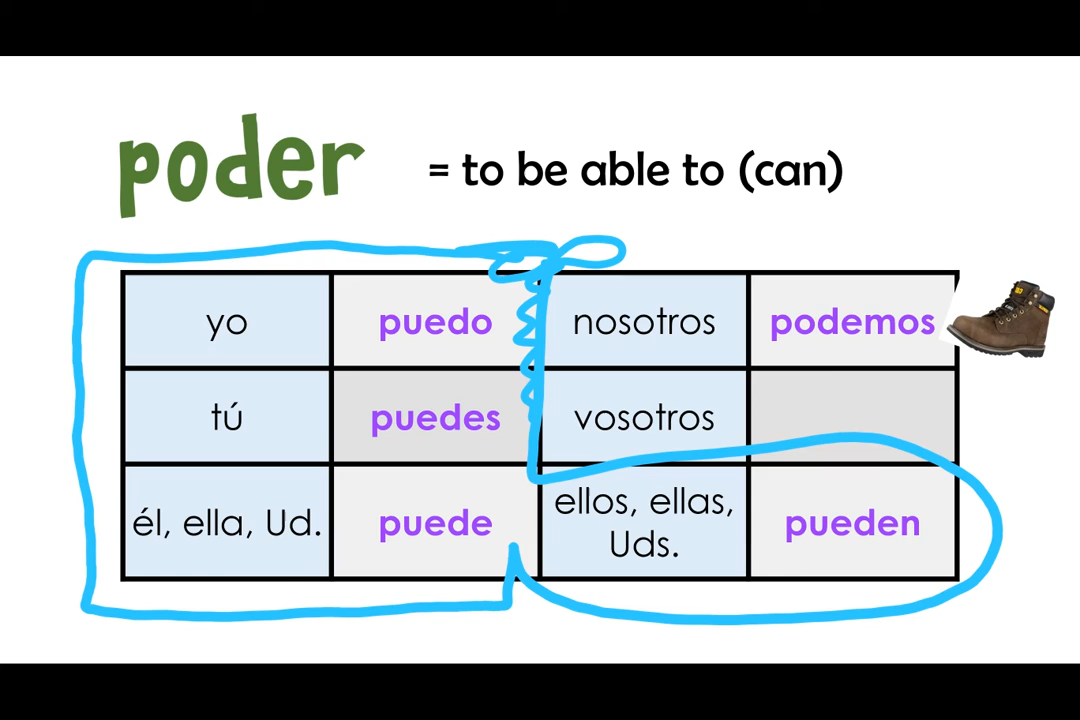 poder = to be able to (can)
yo puedo nosotros podemos
tú puedes vosotros
él, ella, Ud. puede ellos, ellas, Uds. pueden